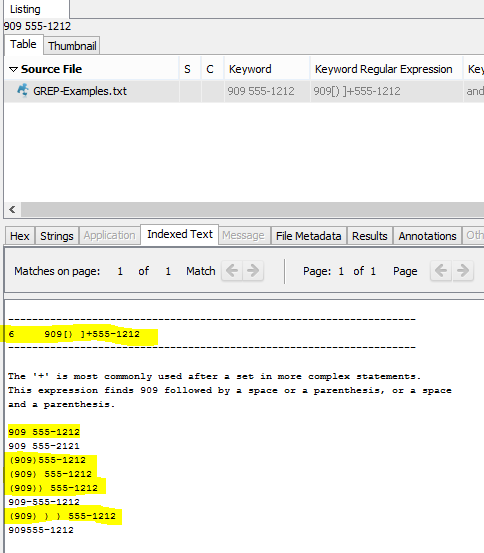 Listing
909 555-1212
Table Thumbnail
Source File S C Keyword Keyword Regular Expression
GREP-Examples.txt 909 555-1212 909[) ]+555-1212 and
Hex Strings Application Indexed Text Message File Metadata Results Annotations
Matches on page: 1 of 1 Match Page: 1 of 1 Page
----------------------------------------------------------------
6 909[) ]+555-1212
----------------------------------------------------------------
The '+' is most commonly used after a set in more complex statements.
This expression finds 909 followed by a space or a parenthesis, or a space
and a parenthesis.
909 555-1212
909 555-2121
(909)555-1212
(909) 555-1212
(909)) 555-1212
909-555-1212
(909) ) ) 555-1212
909555-1212